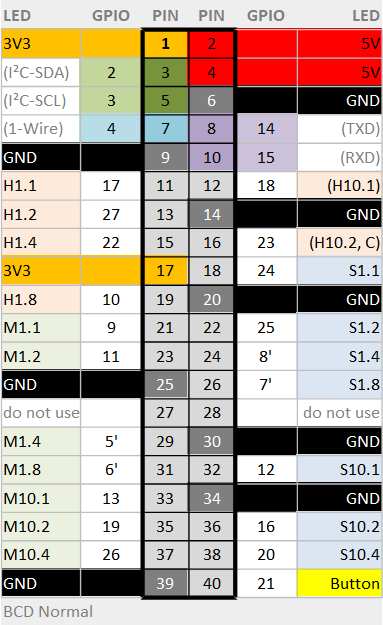 LED GPIO PIN PIN GPIO LED
3V3 1 2 5V
(I²C-SDA) 2 3 4 5V
(I²C-SCL) 3 5 6 GND
(1-Wire) 4 7 8 14 (TXD)
GND 9 10 15 (RXD)
H1.1 17 11 12 18 (H10.1)
H1.2 27 13 14 GND
H1.4 22 15 16 23 (H10.2, C)
3V3 17 18 24 S1.1
H1.8 10 19 20 GND
M1.1 9 21 22 25 S1.2
M1.2 11 23 24 8' S1.4
GND 25 26 7' S1.8
do not use 27 28 do not use
M1.4 5' 29 30 GND
M1.8 6' 31 32 12 S10.1
M10.1 13 33 34 GND
M10.2 19 35 36 16 S10.2
M10.4 26 37 38 20 S10.4
GND 39 40 21 Button
BCD Normal